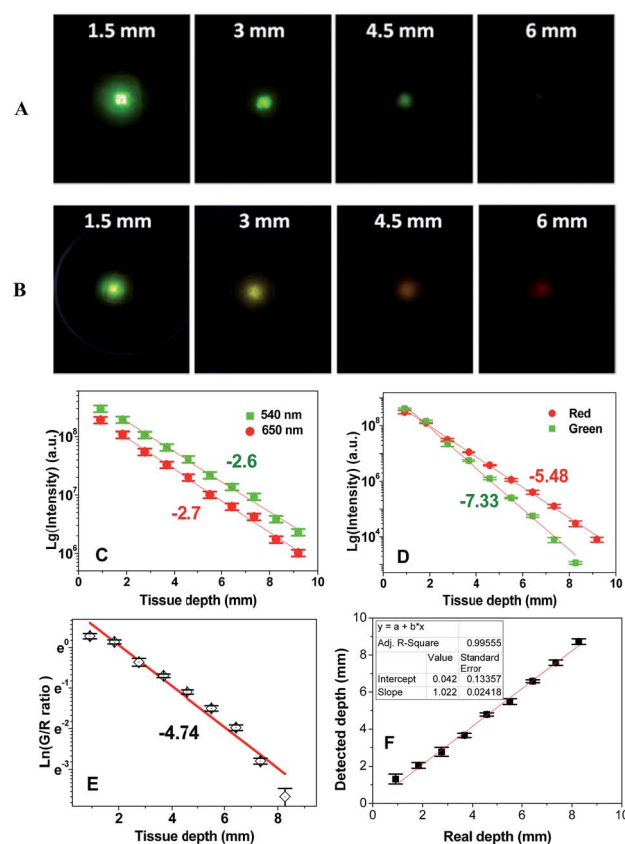 1.5 mm 3 mm 4.5 mm 6 mm
A
1.5 mm 3 mm 4.5 mm 6 mm
B
Lg(Intensity) (a.u.)
10^8
10^7
10^6
540 nm
650 nm
-2.6
-2.7
C
0 2 4 6 8 10
Tissue depth (mm)
Lg(Intensity) (a.u.)
10^8
10^6
10^4
Red
Green
-5.48
-7.33
D
0 2 4 6 8 10
Tissue depth (mm)
Ln(G/R ratio)
e^0
e^-1
e^-2
e^-3
-4.74
E
2 4 6 8
Tissue depth (mm)
Detected depth (mm)
10
8
6
4
2
0
y = a + b*x
Adj. R-Square 0.99555
Value Standard Error
Intercept 0.042 0.13357
Slope 1.022 0.02418
F
0 2 4 6 8 10
Real depth (mm)